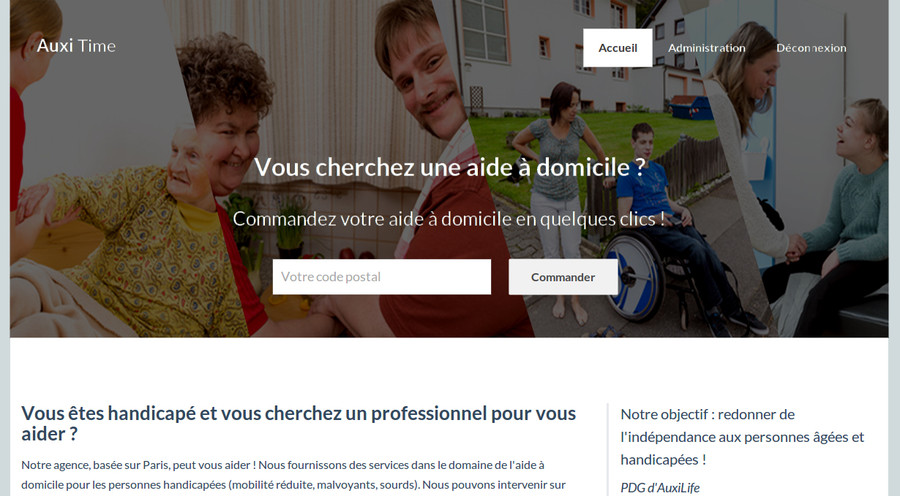 Auxi Time
Accueil
Administration
Déconnexion
Vous cherchez une aide à domicile ?
Commandez votre aide à domicile en quelques clics !
Votre code postal
Commander
Vous êtes handicapé et vous cherchez un professionnel pour vous
aider ?
Notre agence, basée sur Paris, peut vous aider ! Nous fournissons des services dans le domaine de l'aide à
domicile pour les personnes handicapées (mobilité réduite, malvoyants, sourds). Nous pouvons intervenir sur
Notre objectif : redonner de
l'indépendance aux personnes âgées et
handicapées !
PDG d'AuxiLife